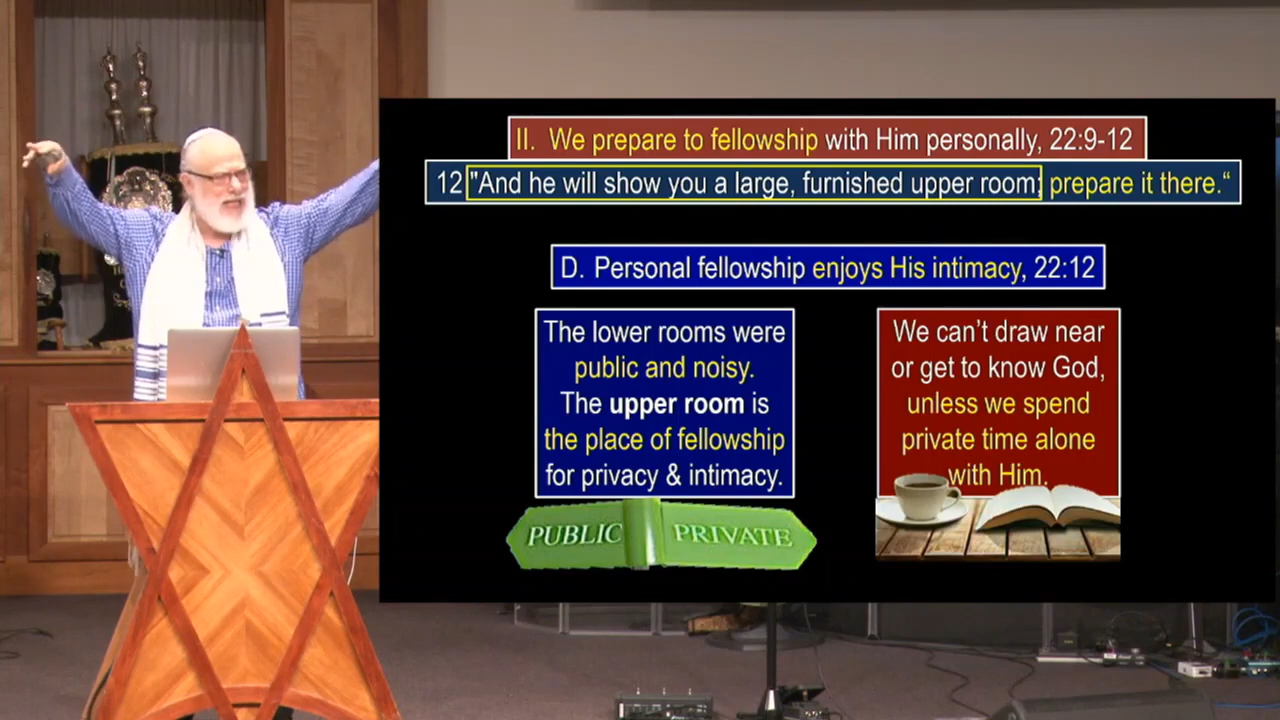 II. We prepare to fellowship with Him personally, 22:9-12
12 "And he will show you a large, furnished upper room; prepare it there.“
D. Personal fellowship enjoys His intimacy, 22:12
The lower rooms were
public and noisy.
The upper room is
the place of fellowship
for privacy & intimacy.
PUBLIC PRIVATE
We can’t draw near
or get to know God,
unless we spend
private time alone
with Him.